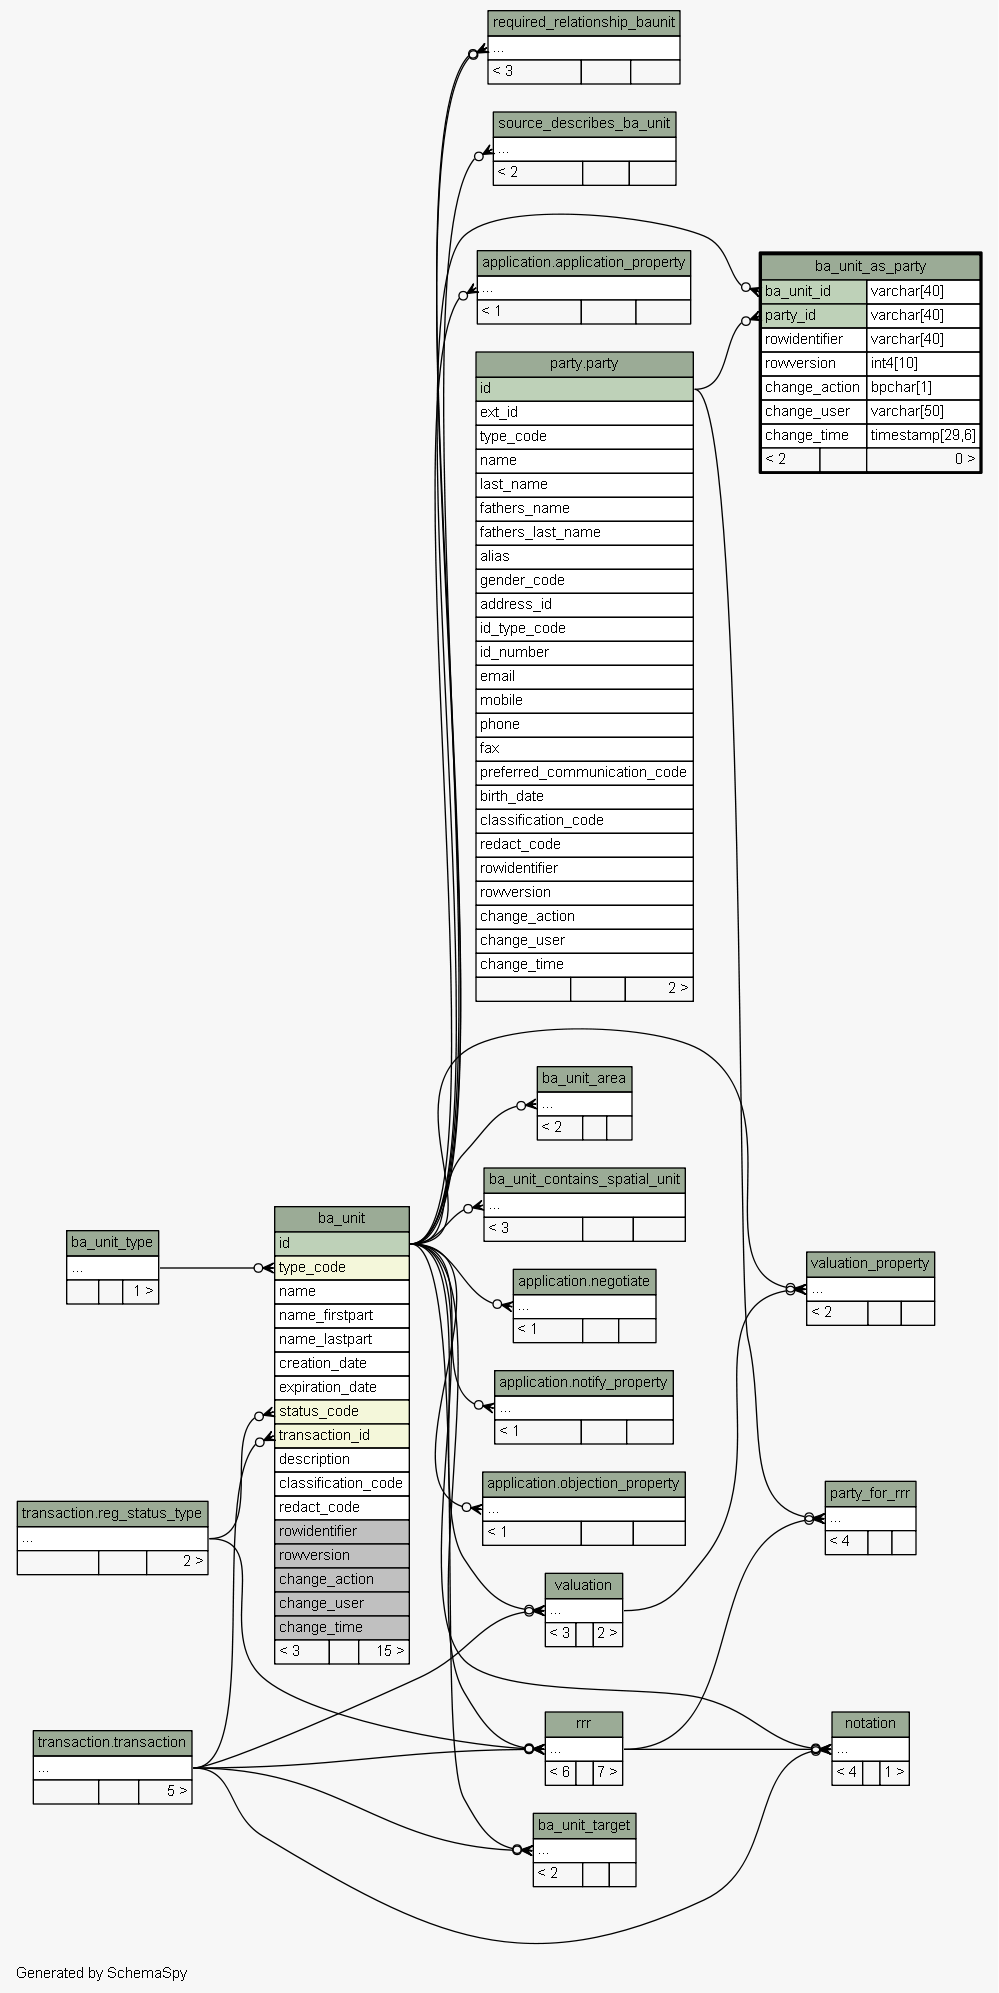 required_relationship_baunit
...
< 3
source_describes_ba_unit
...
< 2
application.application_property
...
< 1
ba_unit_as_party
ba_unit_id varchar[40]
party_id varchar[40]
rowidentifier varchar[40]
rowversion int4[10]
change_action bpchar[1]
change_user varchar[50]
change_time timestamp[29,6]
< 2 0 >
party.party
id
ext_id
type_code
name
last_name
fathers_name
fathers_last_name
alias
gender_code
address_id
id_type_code
id_number
email
mobile
phone
fax
preferred_communication_code
birth_date
classification_code
redact_code
rowidentifier
rowversion
change_action
change_user
change_time
2 >
ba_unit_area
...
< 2
ba_unit_contains_spatial_unit
...
< 3
ba_unit_type
...
1 >
ba_unit
id
type_code
name
name_firstpart
name_lastpart
creation_date
expiration_date
status_code
transaction_id
description
classification_code
redact_code
rowidentifier
rowversion
change_action
change_user
change_time
< 3 15 >
application.negotiate
...
< 1
valuation_property
...
< 2
application.notify_property
...
< 1
application.objection_property
...
< 1
party_for_rrr
...
< 4
transaction.reg_status_type
...
2 >
valuation
...
< 3 2 >
rrr
...
< 6 7 >
notation
...
< 4 1 >
transaction.transaction
...
5 >
ba_unit_target
...
< 2
Generated by SchemaSpy